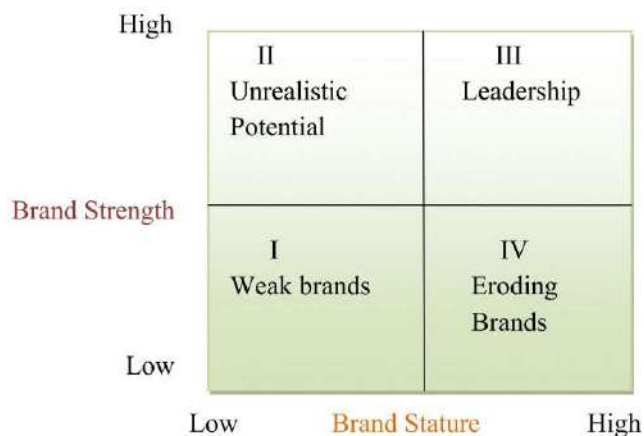 High
II
Unrealistic
Potential
III
Leadership
Brand Strength
I
Weak brands
IV
Eroding
Brands
Low
Low
Brand Stature
High